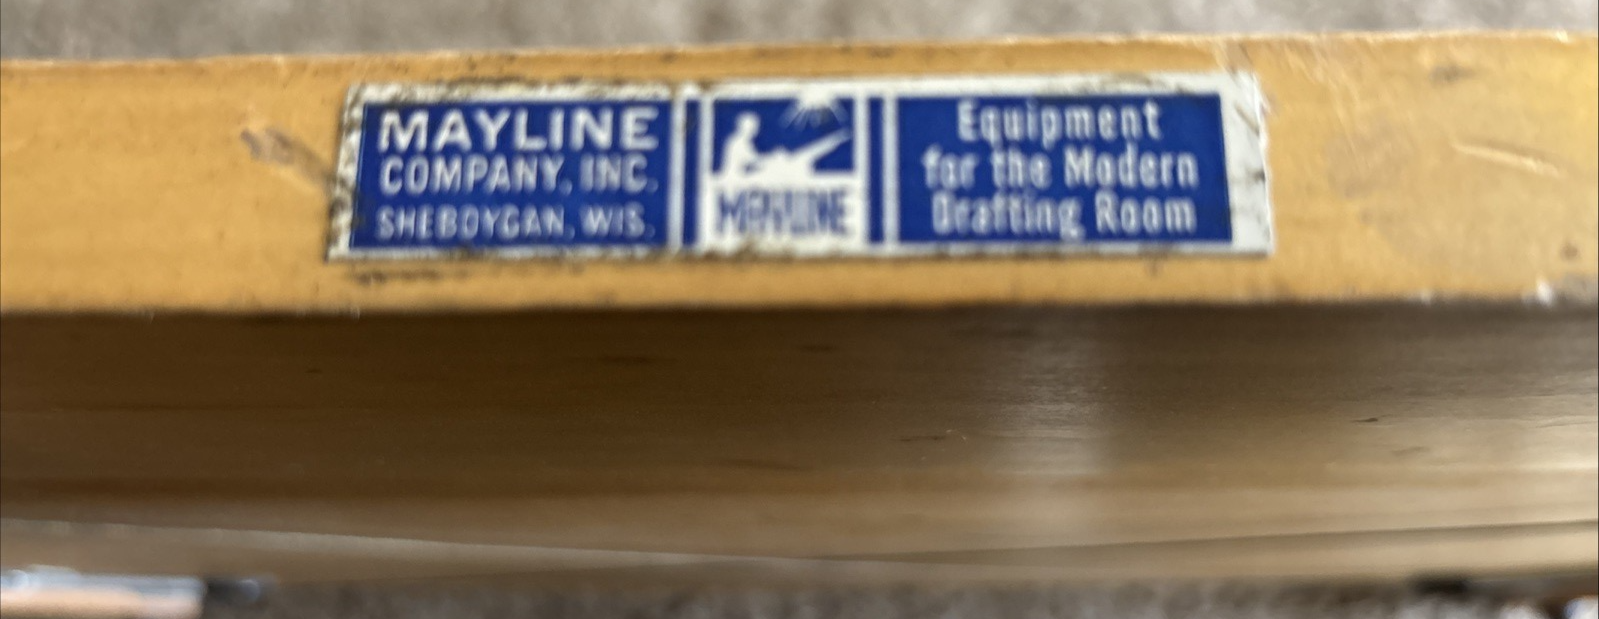 MAYLINE
COMPANY, INC.
SHEBOYGAN, WIS.
MAYLINE
Equipment
for the Modern
Drafting Room